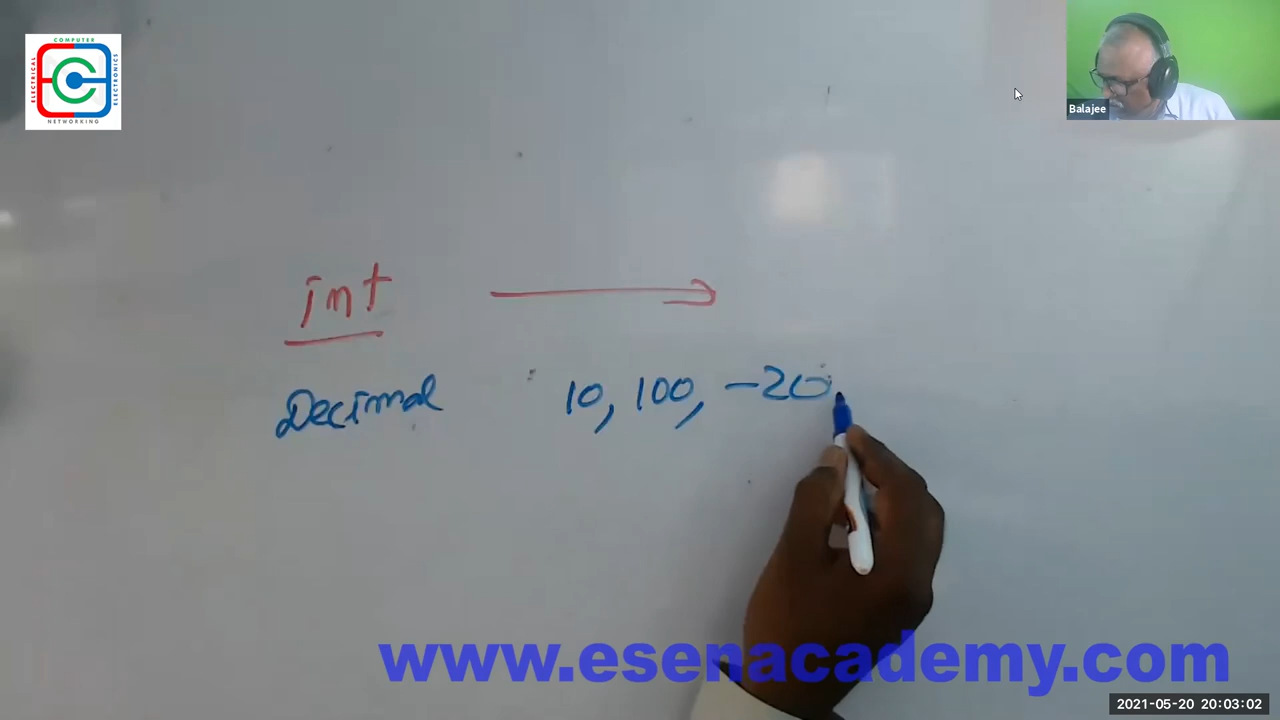 COMPUTER
ELECTRICAL
ELECTRONICS
NETWORKING
Balajee
int
Decimal 10, 100, -20,
www.esenacademy.com
2021-05-20 20:03:02